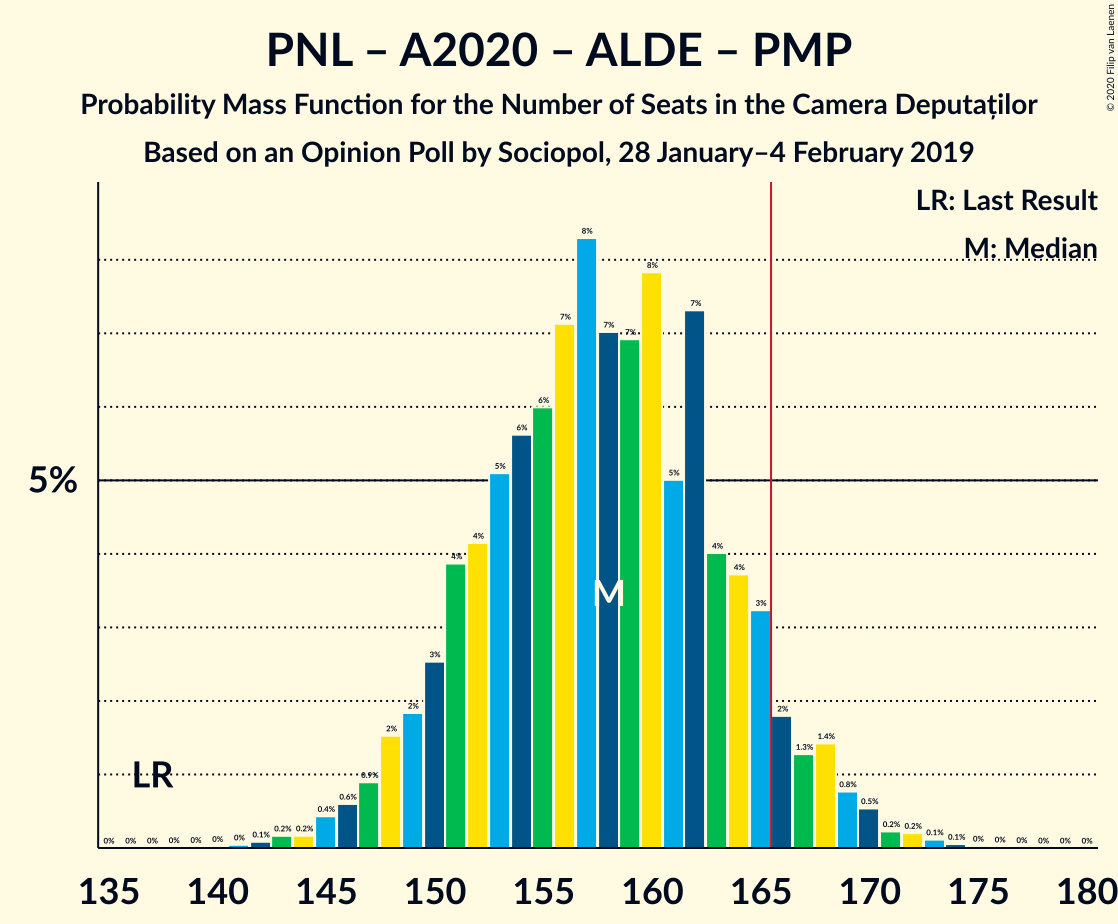 PNL – A2020 – ALDE – PMP
Probability Mass Function for the Number of Seats in the Camera Deputaților
Based on an Opinion Poll by Sociopol, 28 January–4 February 2019
© 2020 Filip van Laenen
LR: Last Result
M: Median
5%
LR
M
0% 0% 0% 0% 0% 0% 0% 0.1% 0.2% 0.2% 0.4% 0.6% 0.9% 2% 2% 3% 4% 4% 5% 6% 6% 7% 8% 7% 7% 8% 5% 7% 4% 4% 3% 2% 1.3% 1.4% 0.8% 0.5% 0.2% 0.2% 0.1% 0.1% 0% 0% 0% 0% 0% 0%
135 140 145 150 155 160 165 170 175 180